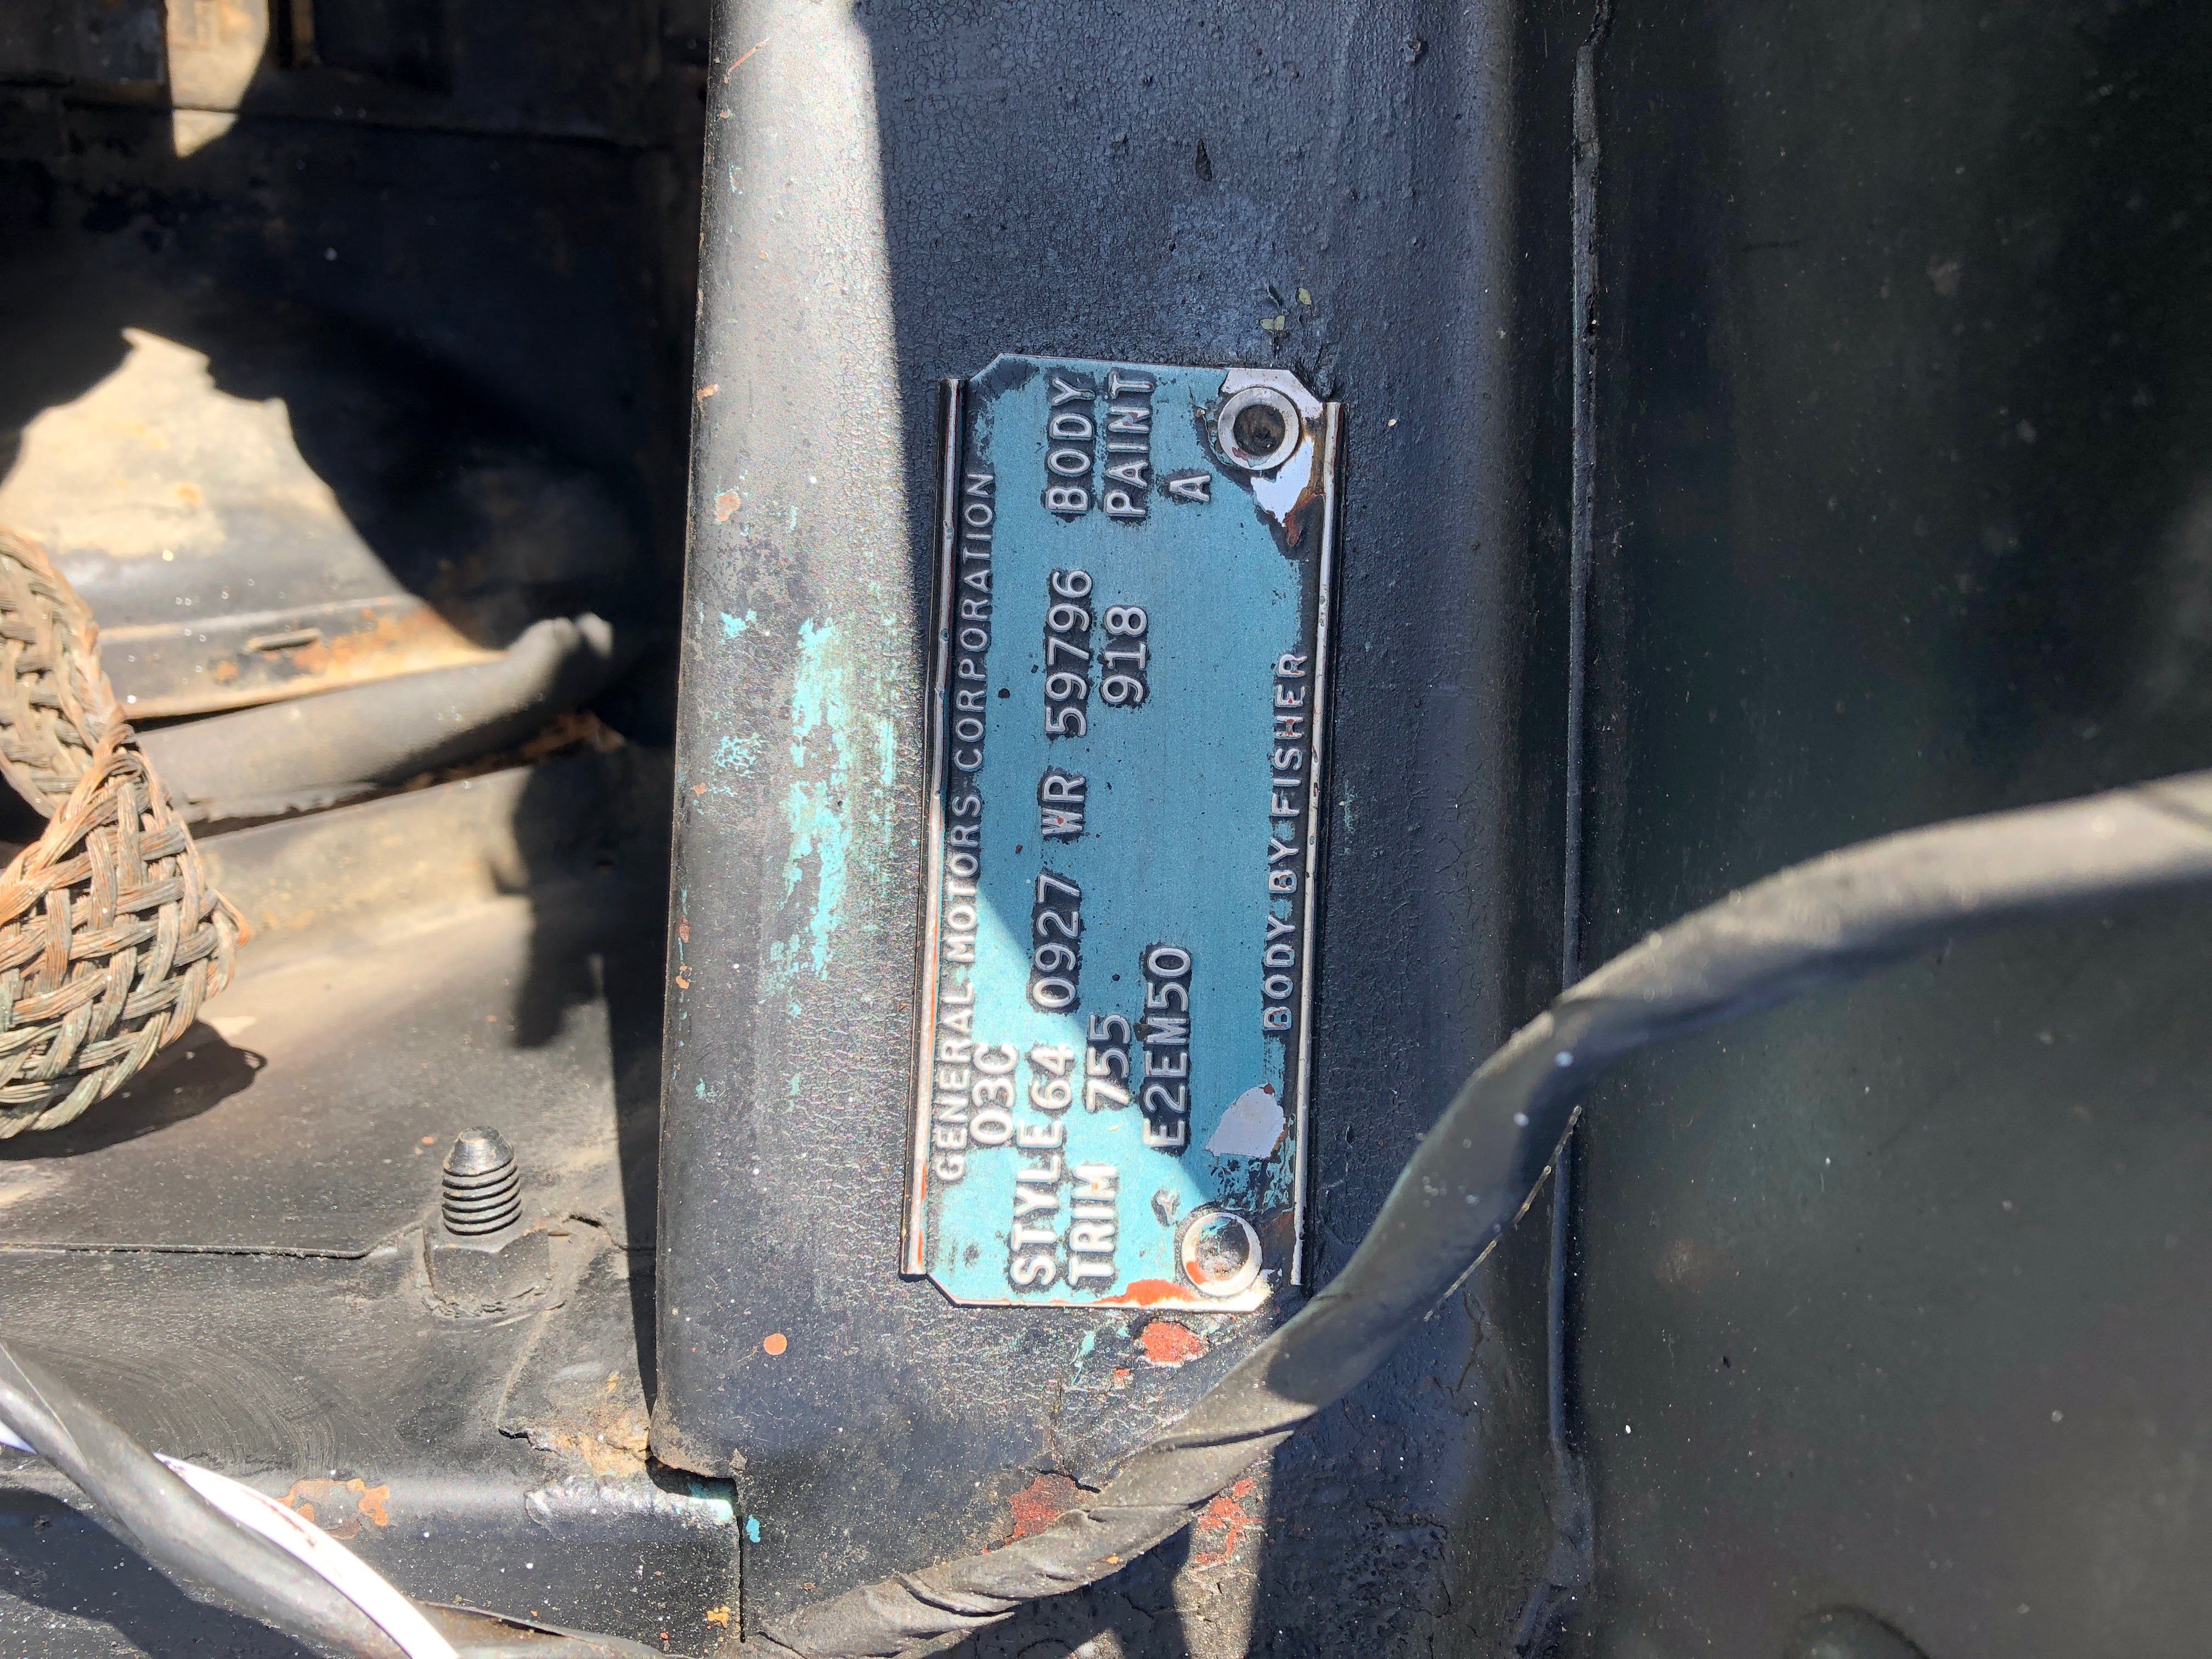 GENERAL MOTORS CORPORATION
03C
STYLE 64 0927 WR 59796 BODY
TRIM 755 918 PAINT
E2EM50 A
BODY BY FISHER